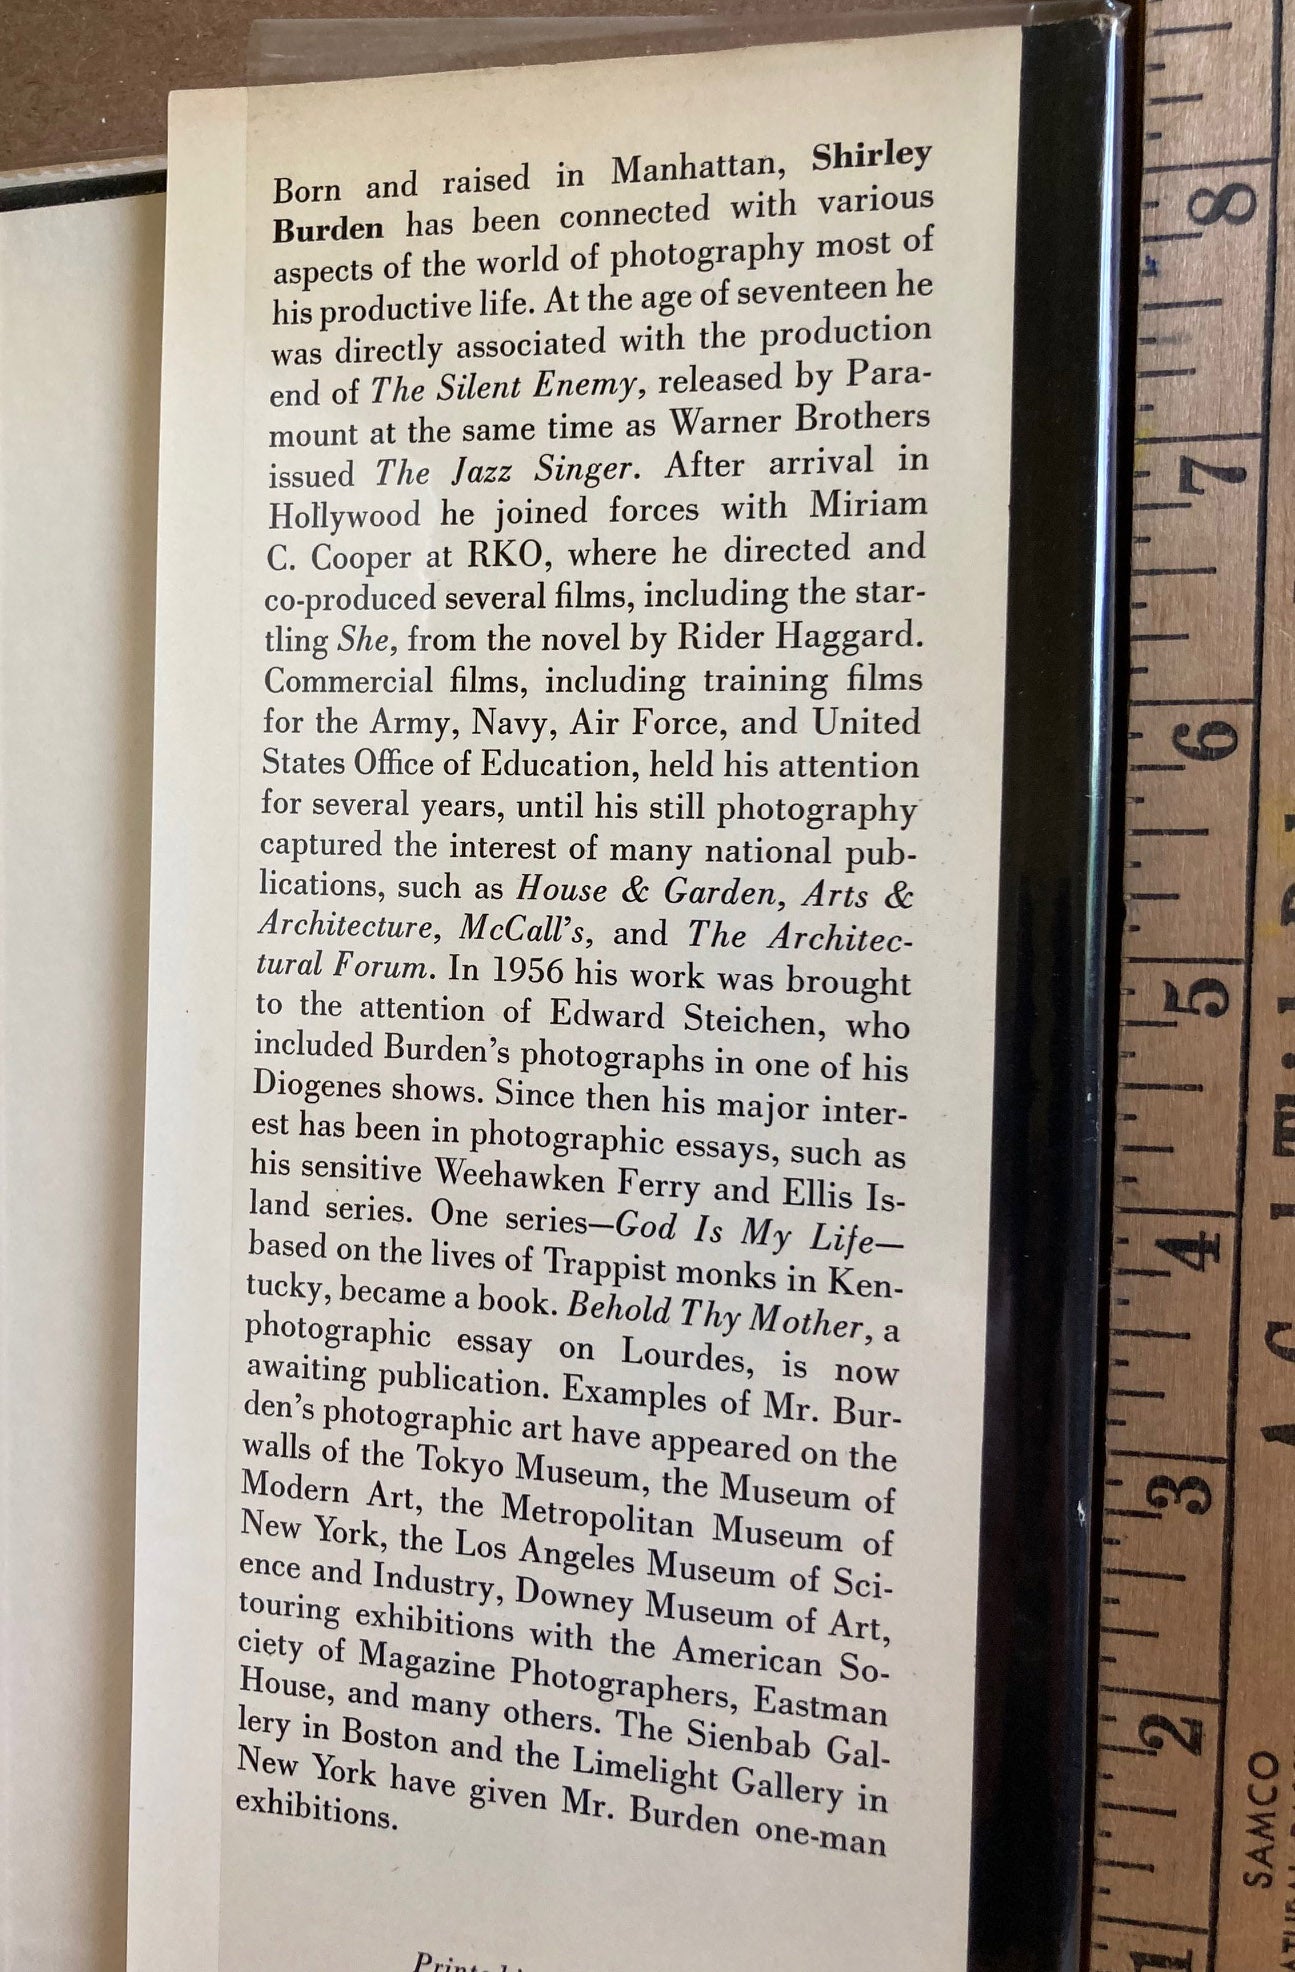 Born and raised in Manhattan, Shirley
Burden has been connected with various
aspects of the world of photography most of
his productive life. At the age of seventeen he
was directly associated with the production
end of The Silent Enemy, released by Para-
mount at the same time as Warner Brothers
issued The Jazz Singer. After arrival in
Hollywood he joined forces with Miriam
C. Cooper at RKO, where he directed and
co-produced several films, including the star-
tling She, from the novel by Rider Haggard.
Commercial films, including training films
for the Army, Navy, Air Force, and United
States Office of Education, held his attention
for several years, until his still photography
captured the interest of many national pub-
lications, such as House & Garden, Arts &
Architecture, McCall's, and The Architec-
tural Forum. In 1956 his work was brought
to the attention of Edward Steichen, who
included Burden's photographs in one of his
Diogenes shows. Since then his major inter-
est has been in photographic essays, such as
his sensitive Weehawken Ferry and Ellis Is-
land series. One series—God Is My Life—
based on the lives of Trappist monks in Ken-
tucky, became a book. Behold Thy Mother, a
photographic essay on Lourdes, is now
awaiting publication. Examples of Mr. Bur-
den's photographic art have appeared on the
walls of the Tokyo Museum, the Museum of
Modern Art, the Metropolitan Museum of
New York, the Los Angeles Museum of Sci-
ence and Industry, Downey Museum of Art,
touring exhibitions with the American So-
ciety of Magazine Photographers, Eastman
House, and many others. The Sienbab Gal-
lery in Boston and the Limelight Gallery in
New York have given Mr. Burden one-man
exhibitions.
8
7
6
5
4
3
2
1
SAMCO